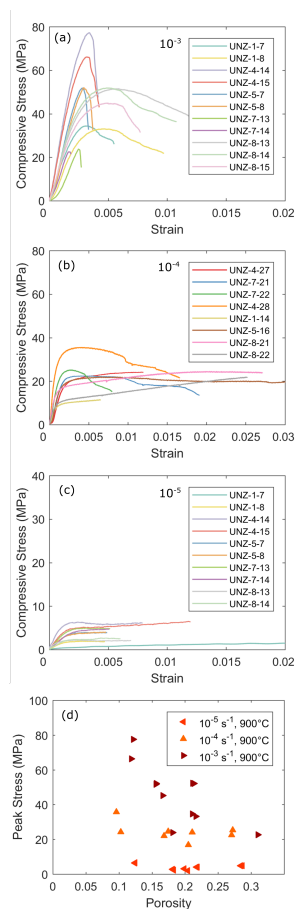 (a)
10-3
Compressive Stress (MPa)
80
60
40
20
0
UNZ-1-7
UNZ-1-8
UNZ-4-14
UNZ-4-15
UNZ-5-7
UNZ-5-8
UNZ-7-13
UNZ-7-14
UNZ-8-13
UNZ-8-14
UNZ-8-15
0
0.005
0.01
0.015
0.02
Strain
(b)
10-4
Compressive Stress (MPa)
80
60
40
20
0
UNZ-4-27
UNZ-7-21
UNZ-7-22
UNZ-4-28
UNZ-1-14
UNZ-5-16
UNZ-8-21
UNZ-8-22
0
0.005
0.01
0.015
0.02
0.025
0.03
Strain
(c)
10-5
Compressive Stress (MPa)
40
30
20
10
0
UNZ-1-7
UNZ-1-8
UNZ-4-14
UNZ-4-15
UNZ-5-7
UNZ-5-8
UNZ-7-13
UNZ-7-14
UNZ-8-13
UNZ-8-14
0
0.005
0.01
0.015
0.02
Strain
(d)
Peak Stress (MPa)
100
80
60
40
20
0
10-5 s-1, 900°C
10-4 s-1, 900°C
10-3 s-1, 900°C
0.05
0.1
0.15
0.2
0.25
0.3
Porosity